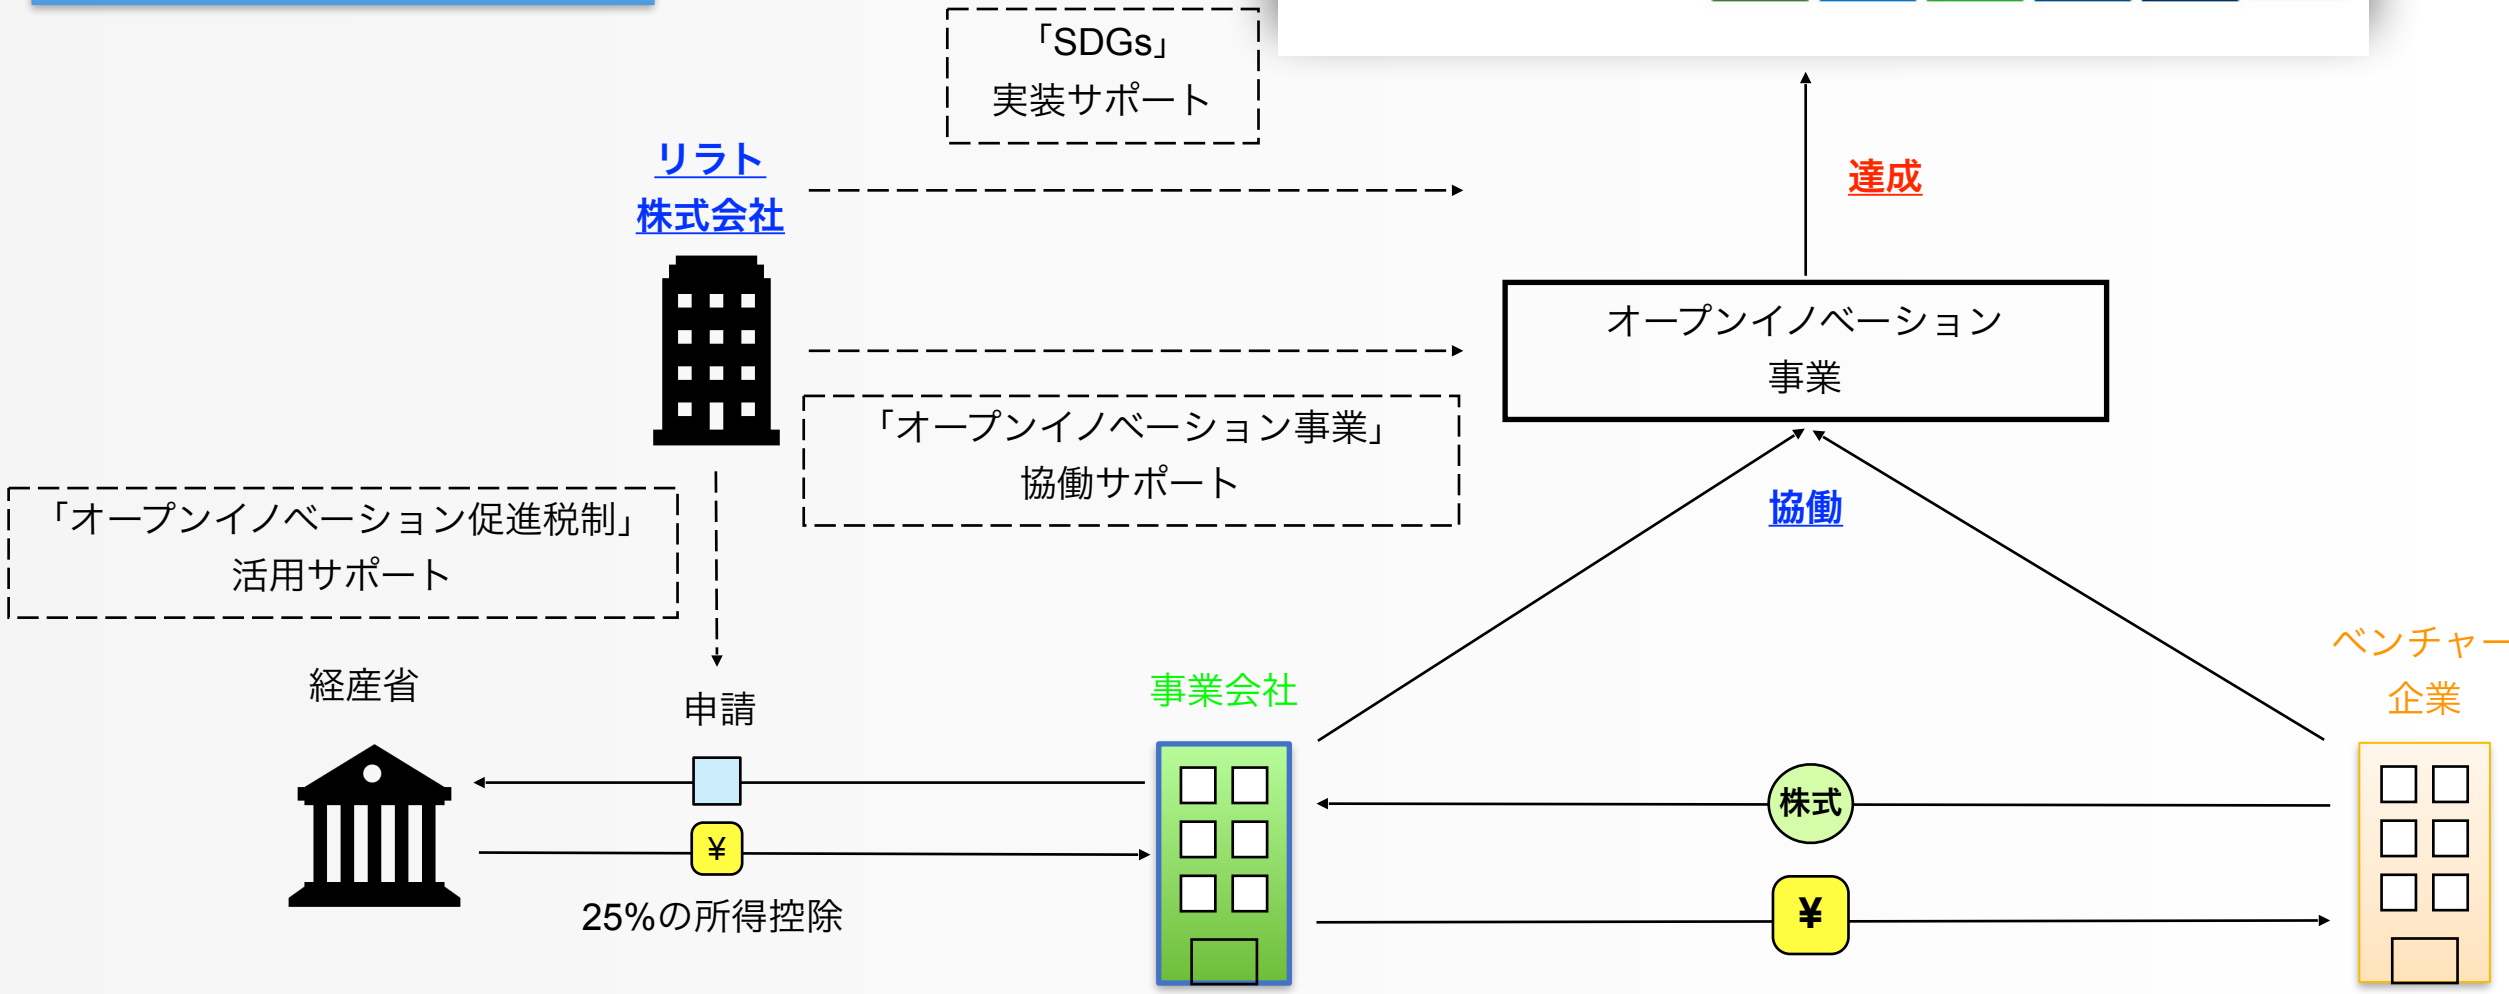 「SDGs」
実装サポート
リラト
株式会社
達成
オープンイノベーション
事業
「オープンイノベーション事業」
協働サポート
協働
「オープンイノベーション促進税制」
活用サポート
経産省
申請
事業会社
ベンチャー
企業
株式
¥
25%の所得控除
¥